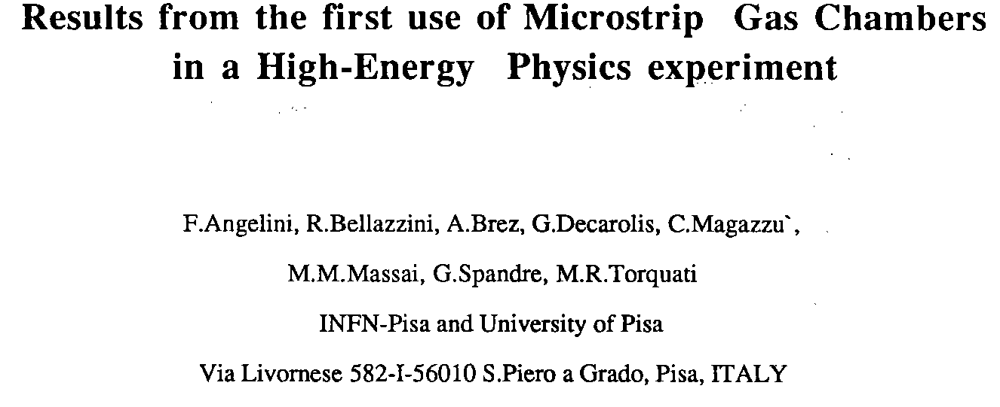 Results from the first use of Microstrip Gas Chambers
in a High-Energy Physics experiment
F.Angelini, R.Bellazzini, A.Brez, G.Decarolis, C.Magazzu`,
M.M.Massai, G.Spandre, M.R.Torquati
INFN-Pisa and University of Pisa
Via Livornese 582-I-56010 S.Piero a Grado, Pisa, ITALY